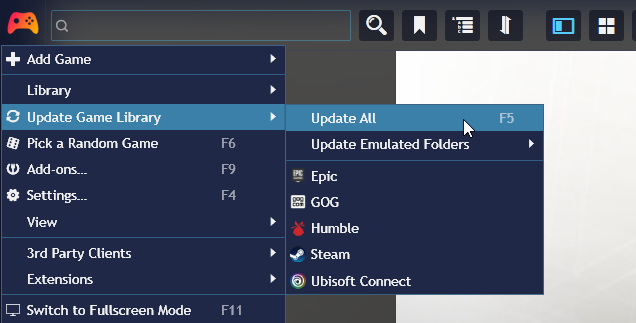 Add Game
Library
Update Game Library
Update All F5
Pick a Random Game F6
Update Emulated Folders
Add-ons... F9
Epic
Settings... F4
GOG
View
Humble
3rd Party Clients
Steam
Extensions
Ubisoft Connect
Switch to Fullscreen Mode F11